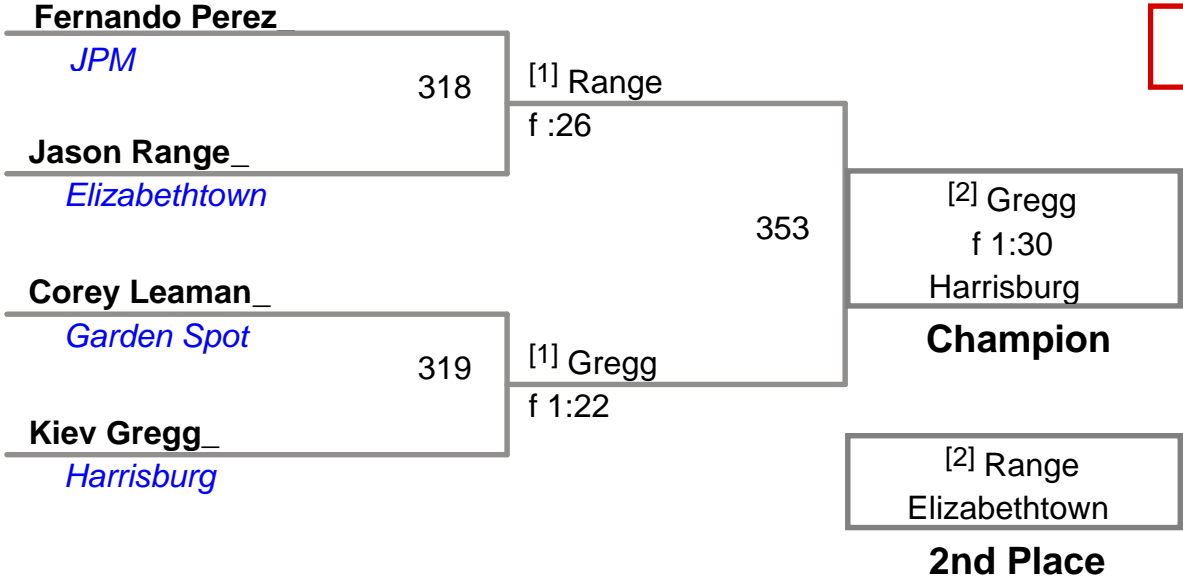 Fernando Perez_
JPM
318
[1] Range
f :26
Jason Range_
Elizabethtown
353
[2] Gregg
f 1:30
Harrisburg
Champion
Corey Leaman_
Garden Spot
319
[1] Gregg
f 1:22
Kiev Gregg_
Harrisburg
[2] Range
Elizabethtown
2nd Place